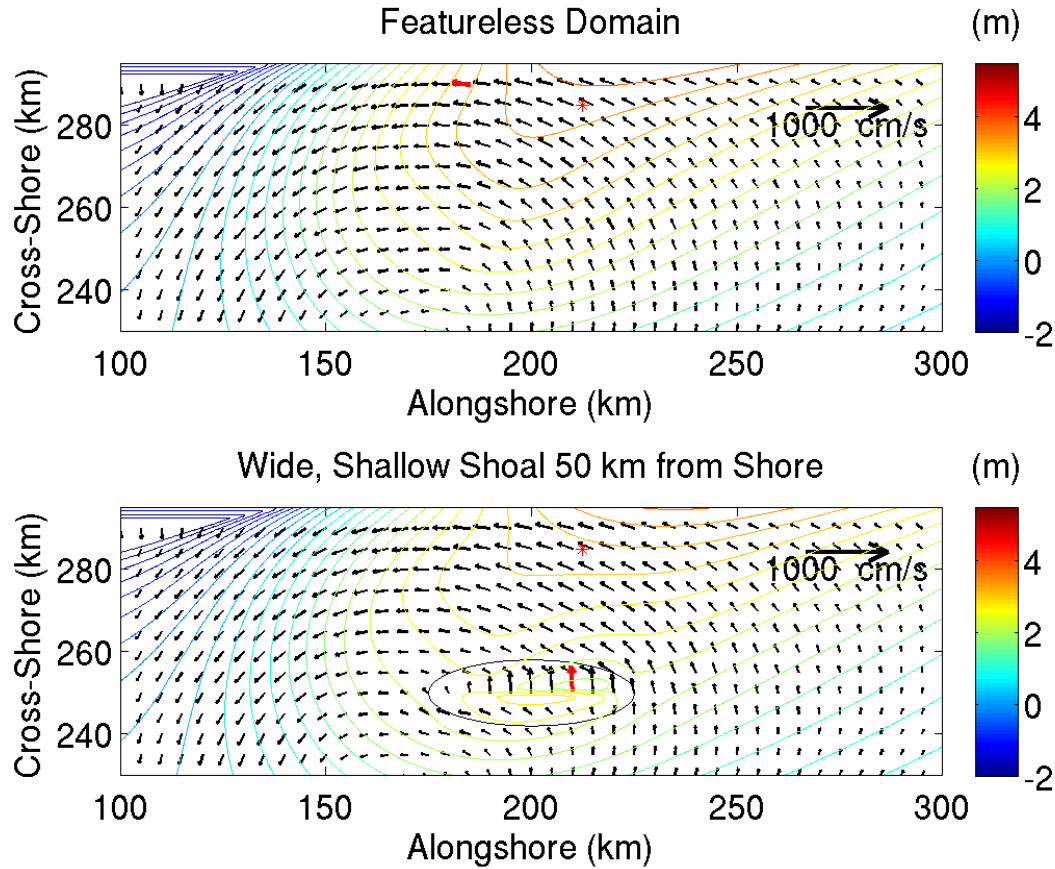 Featureless Domain
(m)
Cross-Shore (km)
280
260
240
1000 cm/s
4
2
0
-2
100
150
200
250
300
Alongshore (km)
Wide, Shallow Shoal 50 km from Shore
(m)
Cross-Shore (km)
280
260
240
1000 cm/s
4
2
0
-2
100
150
200
250
300
Alongshore (km)